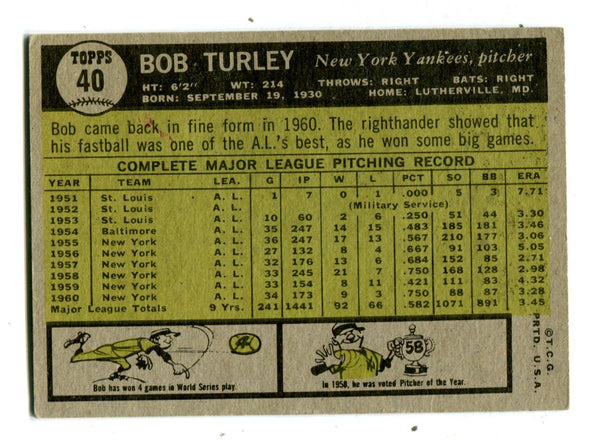 TOPPS
40
BOB TURLEY New York Yankees, pitcher
HT: 6'2" WT: 214 THROWS: RIGHT BATS: RIGHT
BORN: SEPTEMBER 19, 1930 HOME: LUTHERVILLE, MD.
Bob came back in fine form in 1960. The righthander showed that
his fastball was one of the A.L.'s best, as he won some big games.
COMPLETE MAJOR LEAGUE PITCHING RECORD
YEAR TEAM LEA. G IP W L PCT SO BB ERA
1951 St. Louis A. L. 1 7 0 1 .000 5 3 7.71
1952 St. Louis A. L. (Military Service)
1953 St. Louis A. L. 10 60 2 6 .250 61 44 3.30
1954 Baltimore A. L. 35 247 14 15 .483 185 181 3.46
1955 New York A. L. 36 247 17 13 .567 210 177 3.06
1956 New York A. L. 27 132 8 4 .667 91 103 5.05
1957 New York A. L. 32 176 13 6 .684 152 85 2.71
1958 New York A. L. 33 245 21 7 .750 168 128 2.98
1959 New York A. L. 33 154 8 11 .421 111 83 4.32
1960 New York A. L. 34 173 9 3 .750 88 87 3.28
Major League Totals 9 Yrs. 241 1441 92 66 .582 1071 891 3.45
Bob has won 4 games in World Series play.
58
In 1958, he was voted Pitcher of the Year.
© T.C.G.
PRTD. U.S.A.